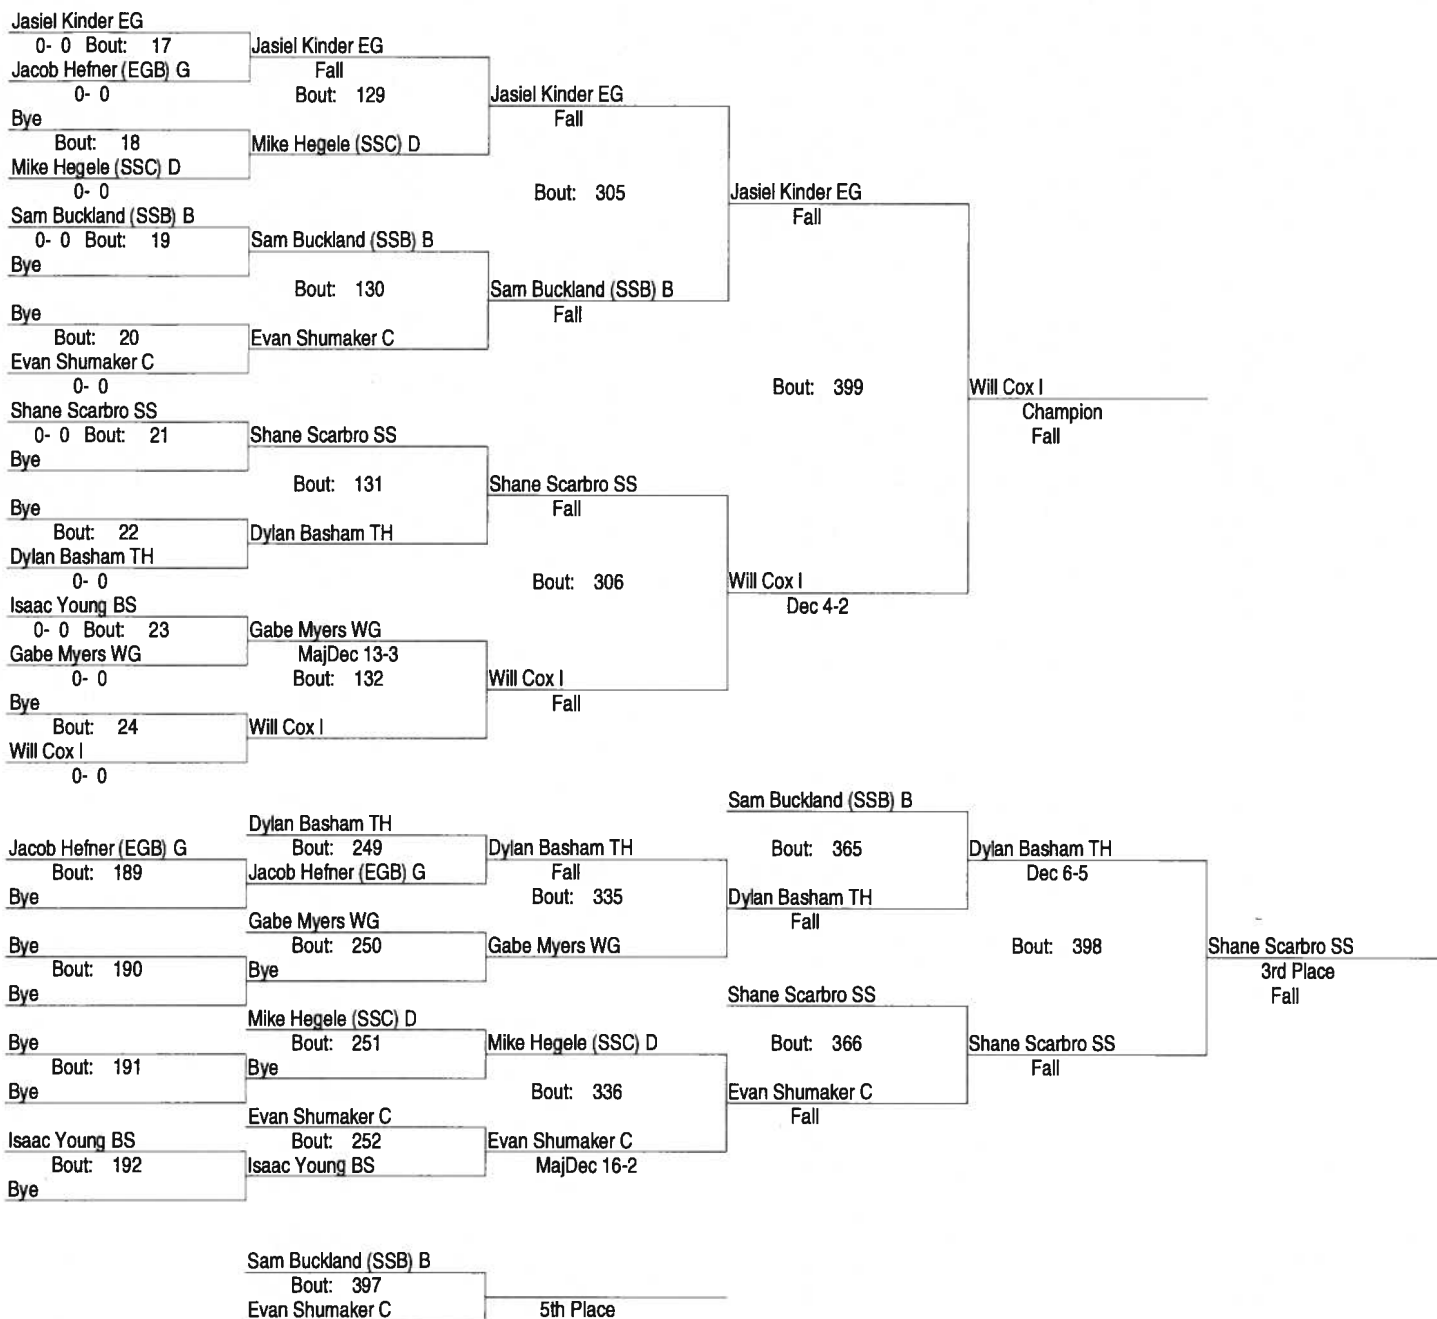 Jasiel Kinder EG
0- 0 Bout: 17
Jacob Hefner (EGB) G
0- 0
Bye
Bout: 18
Mike Hegele (SSC) D
0- 0
Sam Buckland (SSB) B
0- 0 Bout: 19
Bye
Bye
Bout: 20
Evan Shumaker C
0- 0
Shane Scarbro SS
0- 0 Bout: 21
Bye
Bye
Bout: 22
Dylan Basham TH
0- 0
Isaac Young BS
0- 0 Bout: 23
Gabe Myers WG
0- 0
Bye
Bout: 24
Will Cox I
0- 0
Jasiel Kinder EG
Fall
Bout: 129
Mike Hegele (SSC) D
Sam Buckland (SSB) B
Bout: 130
Evan Shumaker C
Shane Scarbro SS
Bout: 131
Dylan Basham TH
Gabe Myers WG
MajDec 13-3
Bout: 132
Will Cox I
Jasiel Kinder EG
Fall
Bout: 305
Sam Buckland (SSB) B
Fall
Shane Scarbro SS
Fall
Bout: 306
Will Cox I
Fall
Jasiel Kinder EG
Fall
Bout: 399
Will Cox I
Dec 4-2
Will Cox I
Champion
Fall
Jacob Hefner (EGB) G
Bout: 189
Bye
Bye
Bout: 190
Bye
Bye
Bout: 191
Bye
Isaac Young BS
Bout: 192
Bye
Dylan Basham TH
Bout: 249
Jacob Hefner (EGB) G
Gabe Myers WG
Bout: 250
Bye
Mike Hegele (SSC) D
Bout: 251
Bye
Evan Shumaker C
Bout: 252
Isaac Young BS
Dylan Basham TH
Fall
Bout: 335
Gabe Myers WG
Mike Hegele (SSC) D
Bout: 336
Evan Shumaker C
MajDec 16-2
Sam Buckland (SSB) B
Bout: 365
Dylan Basham TH
Fall
Shane Scarbro SS
Bout: 366
Evan Shumaker C
Fall
Dylan Basham TH
Dec 6-5
Bout: 398
Shane Scarbro SS
Fall
Shane Scarbro SS
3rd Place
Fall
Sam Buckland (SSB) B
Bout: 397
Evan Shumaker C
5th Place